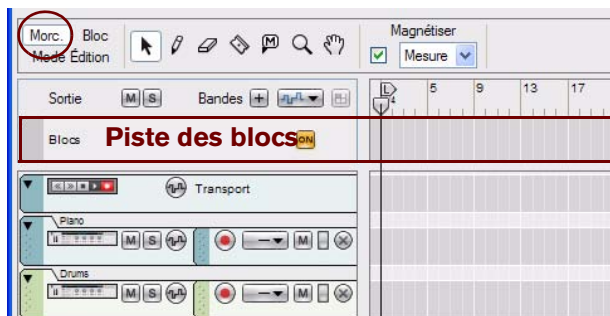 Morc. Bloc
Mode Édition
M
Magnétiser
Mesure
Sortie M S Bandes +
L 5 9 13 17
4
Blocs Piste des blocs ON
Transport
Piano
M S M
Drums
M S M